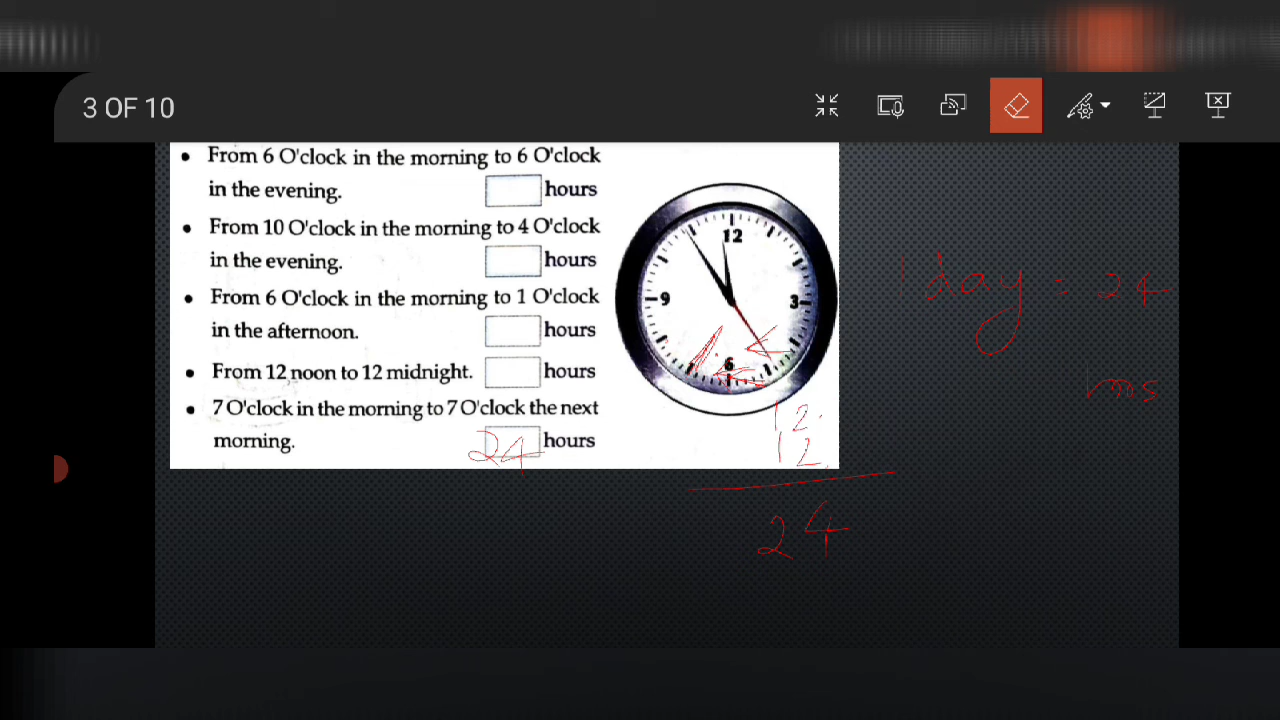 3 OF 10
• From 6 O'clock in the morning to 6 O'clock
in the evening. hours
• From 10 O'clock in the morning to 4 O'clock
in the evening. hours
• From 6 O'clock in the morning to 1 O'clock
in the afternoon. hours
• From 12 noon to 12 midnight. hours
• 7 O'clock in the morning to 7 O'clock the next
morning. 24 hours
12
9
3
6
1 day = 24
hrs
12
12
24